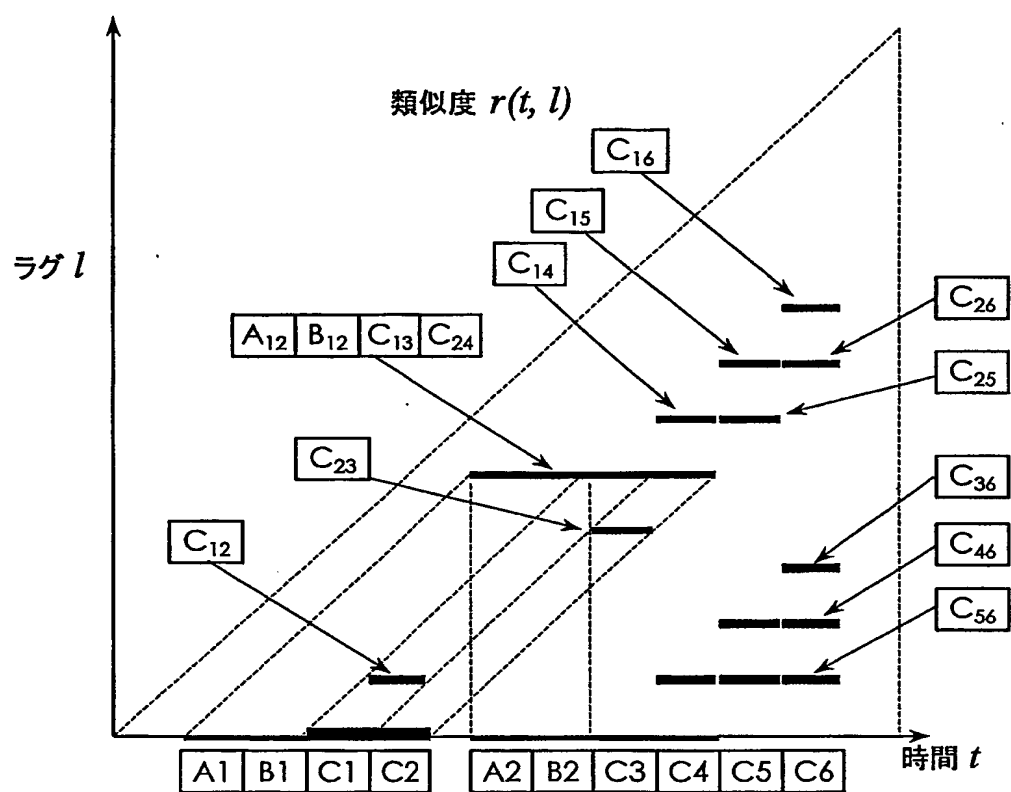 類似度 r(t, l)
C₁₆
C₁₅
C₁₄
ラグ l
C₂₆
A₁₂ B₁₂ C₁₃ C₂₄
C₂₅
C₂₃
C₃₆
C₁₂
C₄₆
C₅₆
時間 t
A1 B1 C1 C2 A2 B2 C3 C4 C5 C6